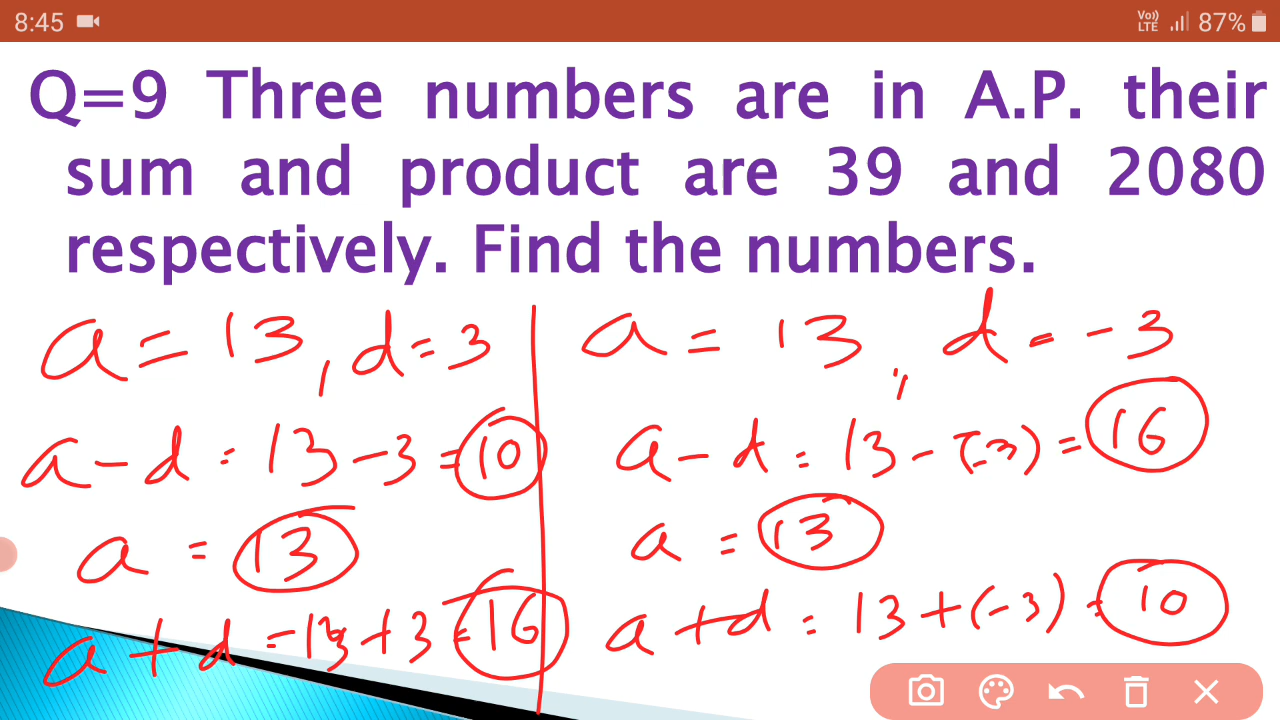 8:45 Vo)) LTE 87%
Q=9 Three numbers are in A.P. their
sum and product are 39 and 2080
respectively. Find the numbers.
a = 13, d = 3
a - d = 13 - 3 = 10
a = 13
a + d = 13 + 3 = 16
a = 13, d = -3
a - d = 13 - (-3) = 16
a = 13
a + d = 13 + (-3) = 10